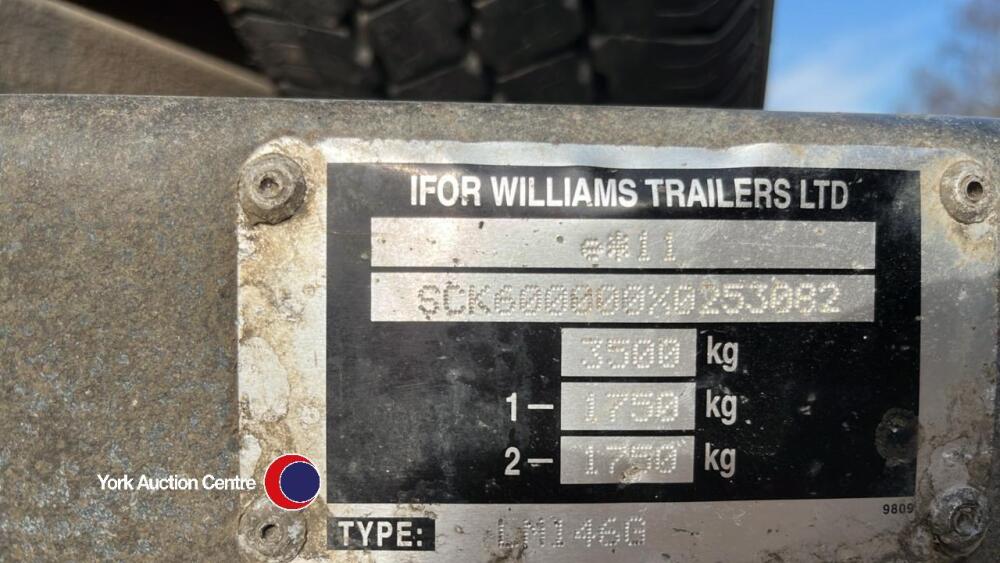 IFOR WILLIAMS TRAILERS LTD
e*11
SCK600000X0253082
3500 kg
1— 1750 kg
2— 1750 kg
York Auction Centre
9809
TYPE: LM146G